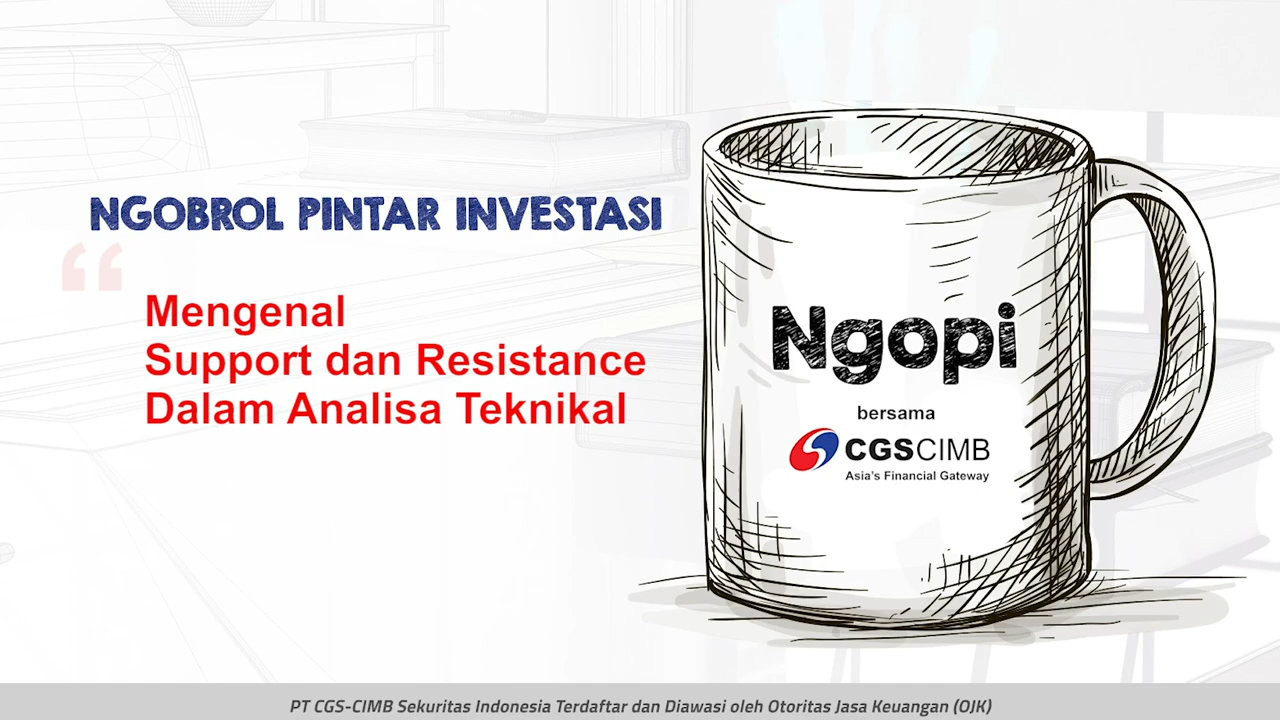 NGOBROL PINTAR INVESTASI
“
Mengenal
Support dan Resistance
Dalam Analisa Teknikal
Ngopi
bersama
CGSCIMB
Asia's Financial Gateway
PT CGS-CIMB Sekuritas Indonesia Terdaftar dan Diawasi oleh Otoritas Jasa Keuangan (OJK)